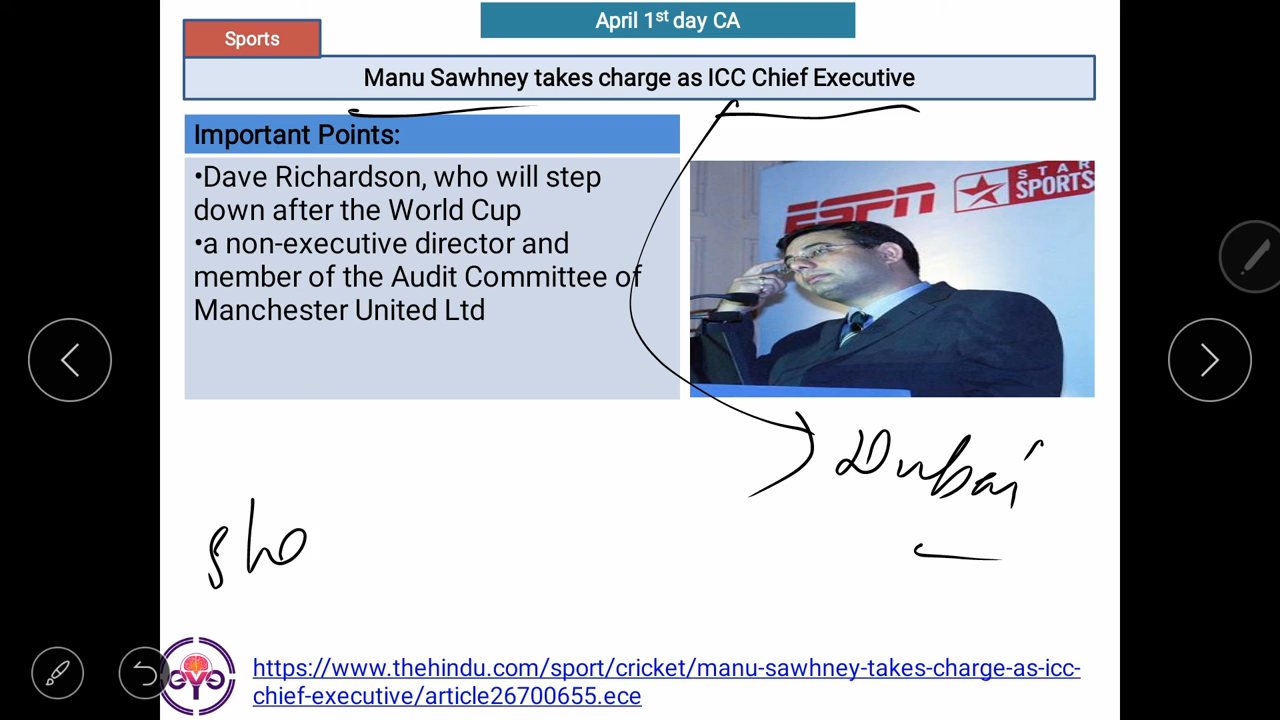 April 1st day CA
Sports
Manu Sawhney takes charge as ICC Chief Executive
Important Points:
•Dave Richardson, who will step
down after the World Cup
•a non-executive director and
member of the Audit Committee of
Manchester United Ltd
ESPN
STAR
SPORTS
Dubai
sho
https://www.thehindu.com/sport/cricket/manu-sawhney-takes-charge-as-icc-
chief-executive/article26700655.ece